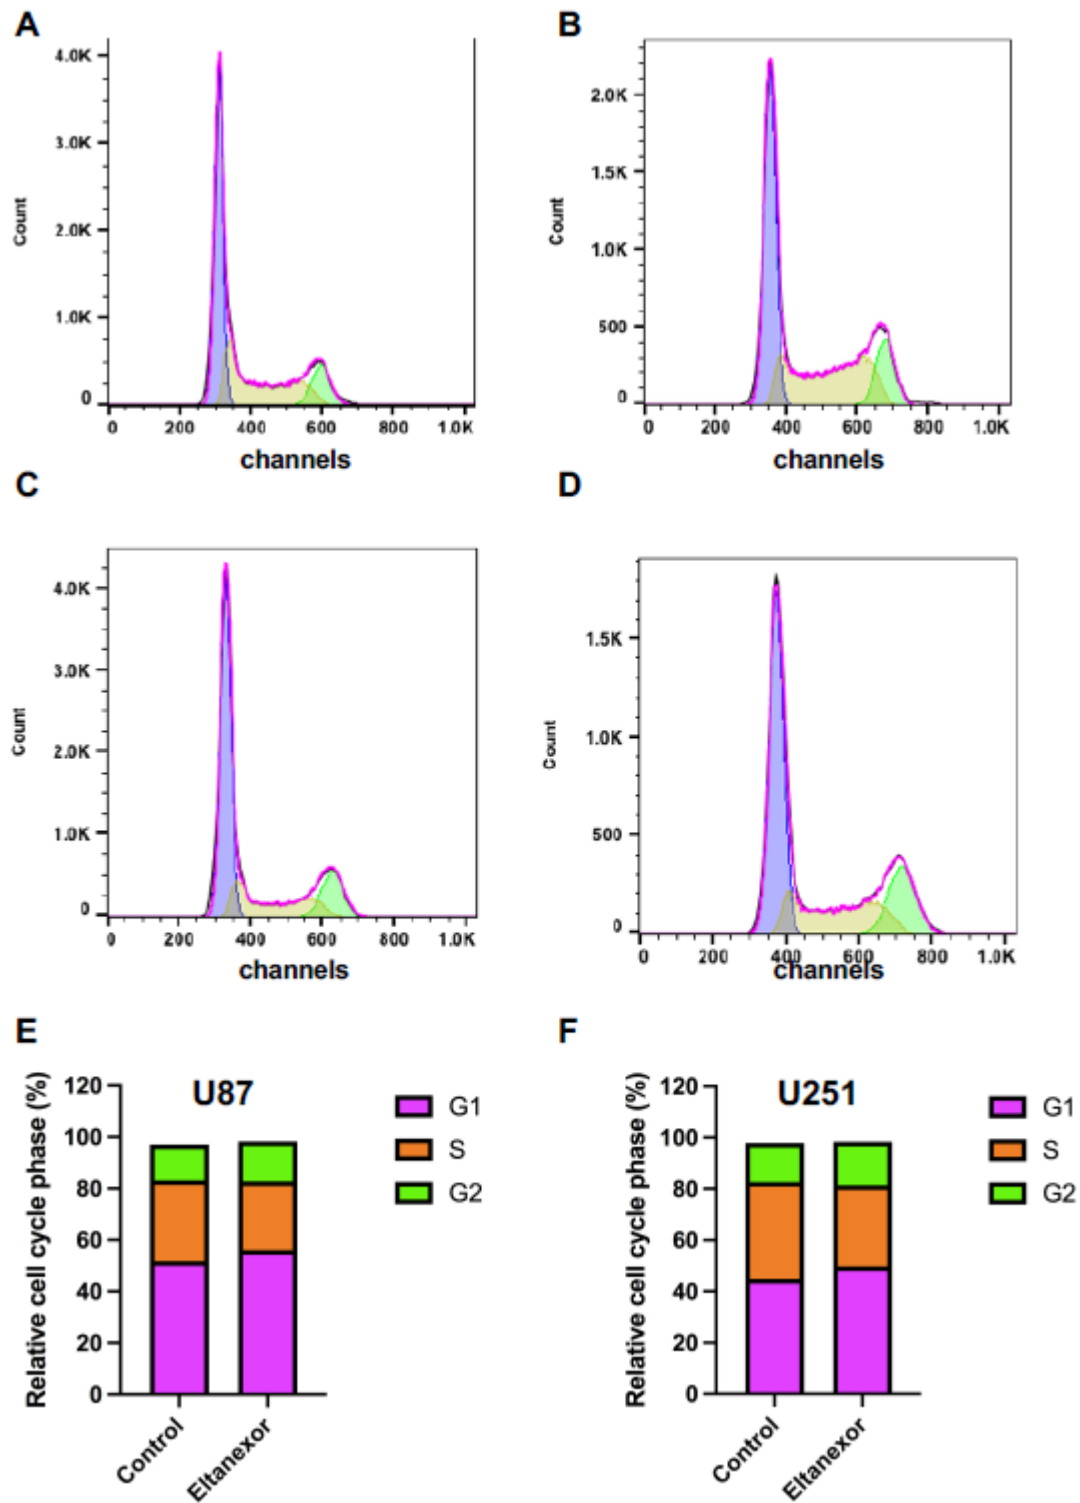 A
B
4.0K
3.0K
2.0K
1.0K
0
Count
0 200 400 600 800 1.0K
channels
2.0K
1.5K
1.0K
500
0
Count
0 200 400 600 800 1.0K
channels
C
D
4.0K
3.0K
2.0K
1.0K
0
Count
0 200 400 600 800 1.0K
channels
1.5K
1.0K
500
0
Count
0 200 400 600 800 1.0K
channels
E
F
U87
Relative cell cycle phase (%)
120
100
80
60
40
20
0
Control
Eltanexor
G1
S
G2
U251
Relative cell cycle phase (%)
120
100
80
60
40
20
0
Control
Eltanexor
G1
S
G2